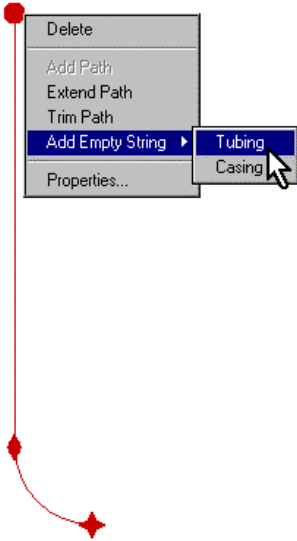 Delete
Add Path
Extend Path
Trim Path
Add Empty String
Tubing
Casing
Properties...